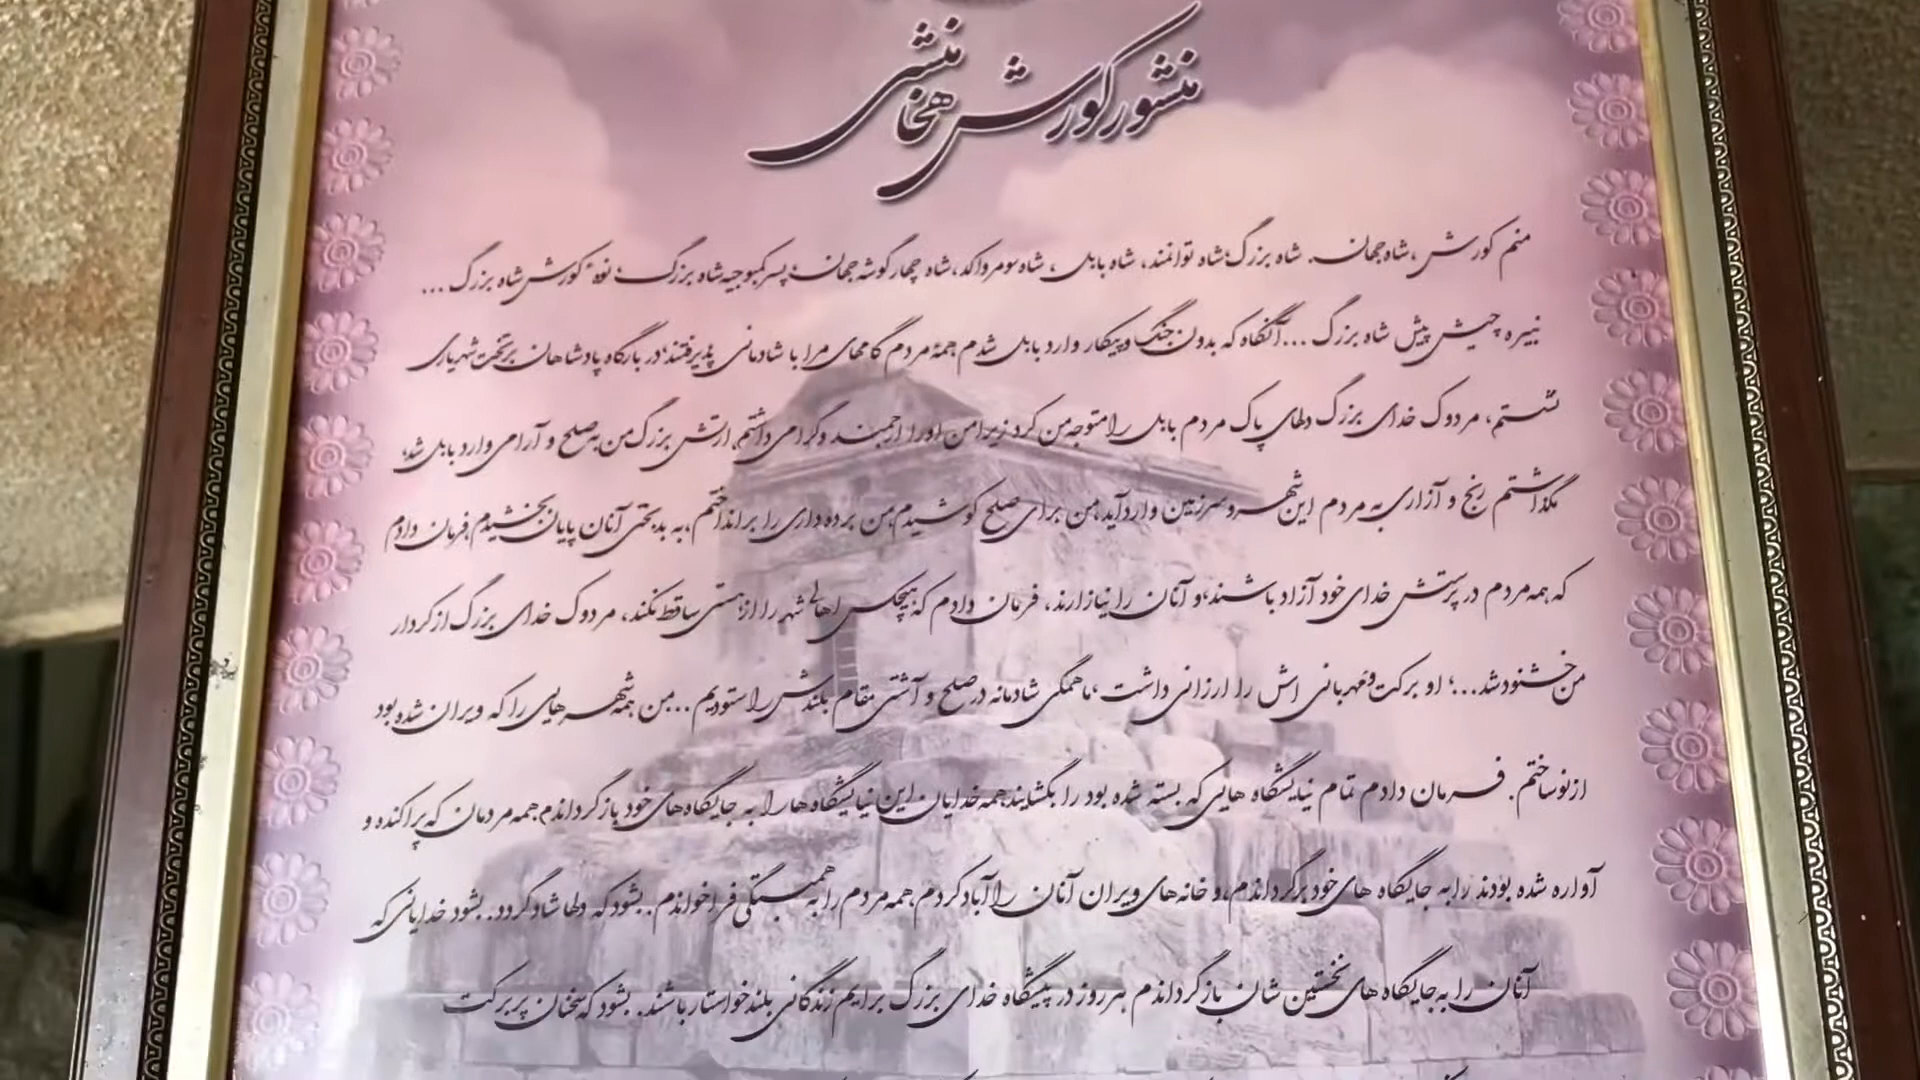 منشور کورش هخامنشی
منم کورش، شاه جهان، شاه بزرگ، شاه توانمند، شاه بابل، شاه سومر و اکد، شاه چهار گوشه جهان؛ پسر کمبوجیه شاه بزرگ؛ نوهٔ کورش شاه بزرگ ...
نبیره چیش پیش شاه بزرگ ... آنگاه که بدون جنگ و پیکار وارد بابل شدم همهٔ مردم گامهای مرا با شادمانی پذیرفتند؛ در بارگاه پادشاهان بر تخت شهریاری
نشستم، مردوک خدای بزرگ دلهای پاک مردم بابل را متوجه من کرد زیرا من او را ارجمند و گرامی داشتم. ارتش بزرگ من به صلح و آرامی وارد بابل شد؛
نگذاشتم رنج و آزاری به مردم این شهر و سرزمین وارد آید. من برای صلح کوشیدم. من برده داری را برانداختم، به بدبختی آنان پایان بخشیدم. فرمان دادم
که همه مردم در پرستش خدای خود آزاد باشند؛ و آنان را نیازارند، فرمان دادم که هیچکس اهالی شهر را از هستی ساقط نکند، مردوک خدای بزرگ از کردار
من خشنود شد...؛ او برکت و مهربانی اش را ارزانی داشت، ما همگی شادمانه در صلح و آشتی مقام بلندش را ستودیم ... من همه شهرهایی را که ویران شده بود
از نو ساختم. فرمان دادم تمام نیایشگاه هایی که بسته شده بود را بگشایند همه خدایان این نیایشگاه ها را به جایگاه های خود بازگرداندم همه مردمان که پراکنده و
آواره شده بودند را به جایگاه های خود برگرداندم، و خانه های ویران آنان را آباد کردم، همه مردم را به همبستگی فراخواندم.. بشود که دلها شاد گردد.. بشود خدایانی که
آنان را به جایگاه های نخستین شان بازگرداندم هر روز در پیشگاه خدای بزرگ برایم زندگانی بلند خواستار باشند.. بشود که سخنان پر برکت